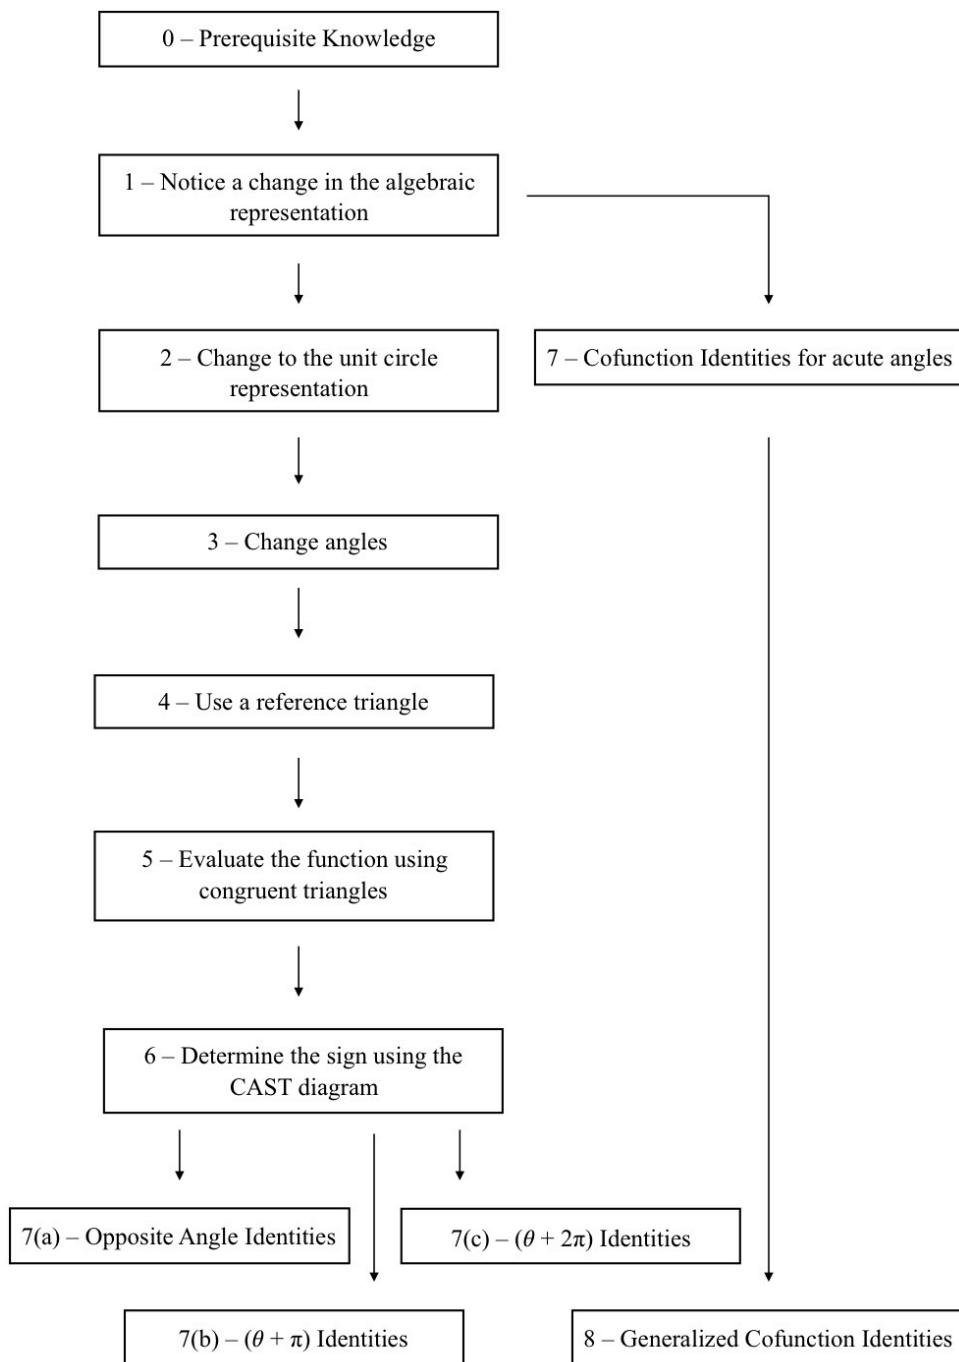 0 – Prerequisite Knowledge
1 – Notice a change in the algebraic
representation
2 – Change to the unit circle
representation
7 – Cofunction Identities for acute angles
3 – Change angles
4 – Use a reference triangle
5 – Evaluate the function using
congruent triangles
6 – Determine the sign using the
CAST diagram
7(a) – Opposite Angle Identities
7(c) – (θ + 2π) Identities
7(b) – (θ + π) Identities
8 – Generalized Cofunction Identities